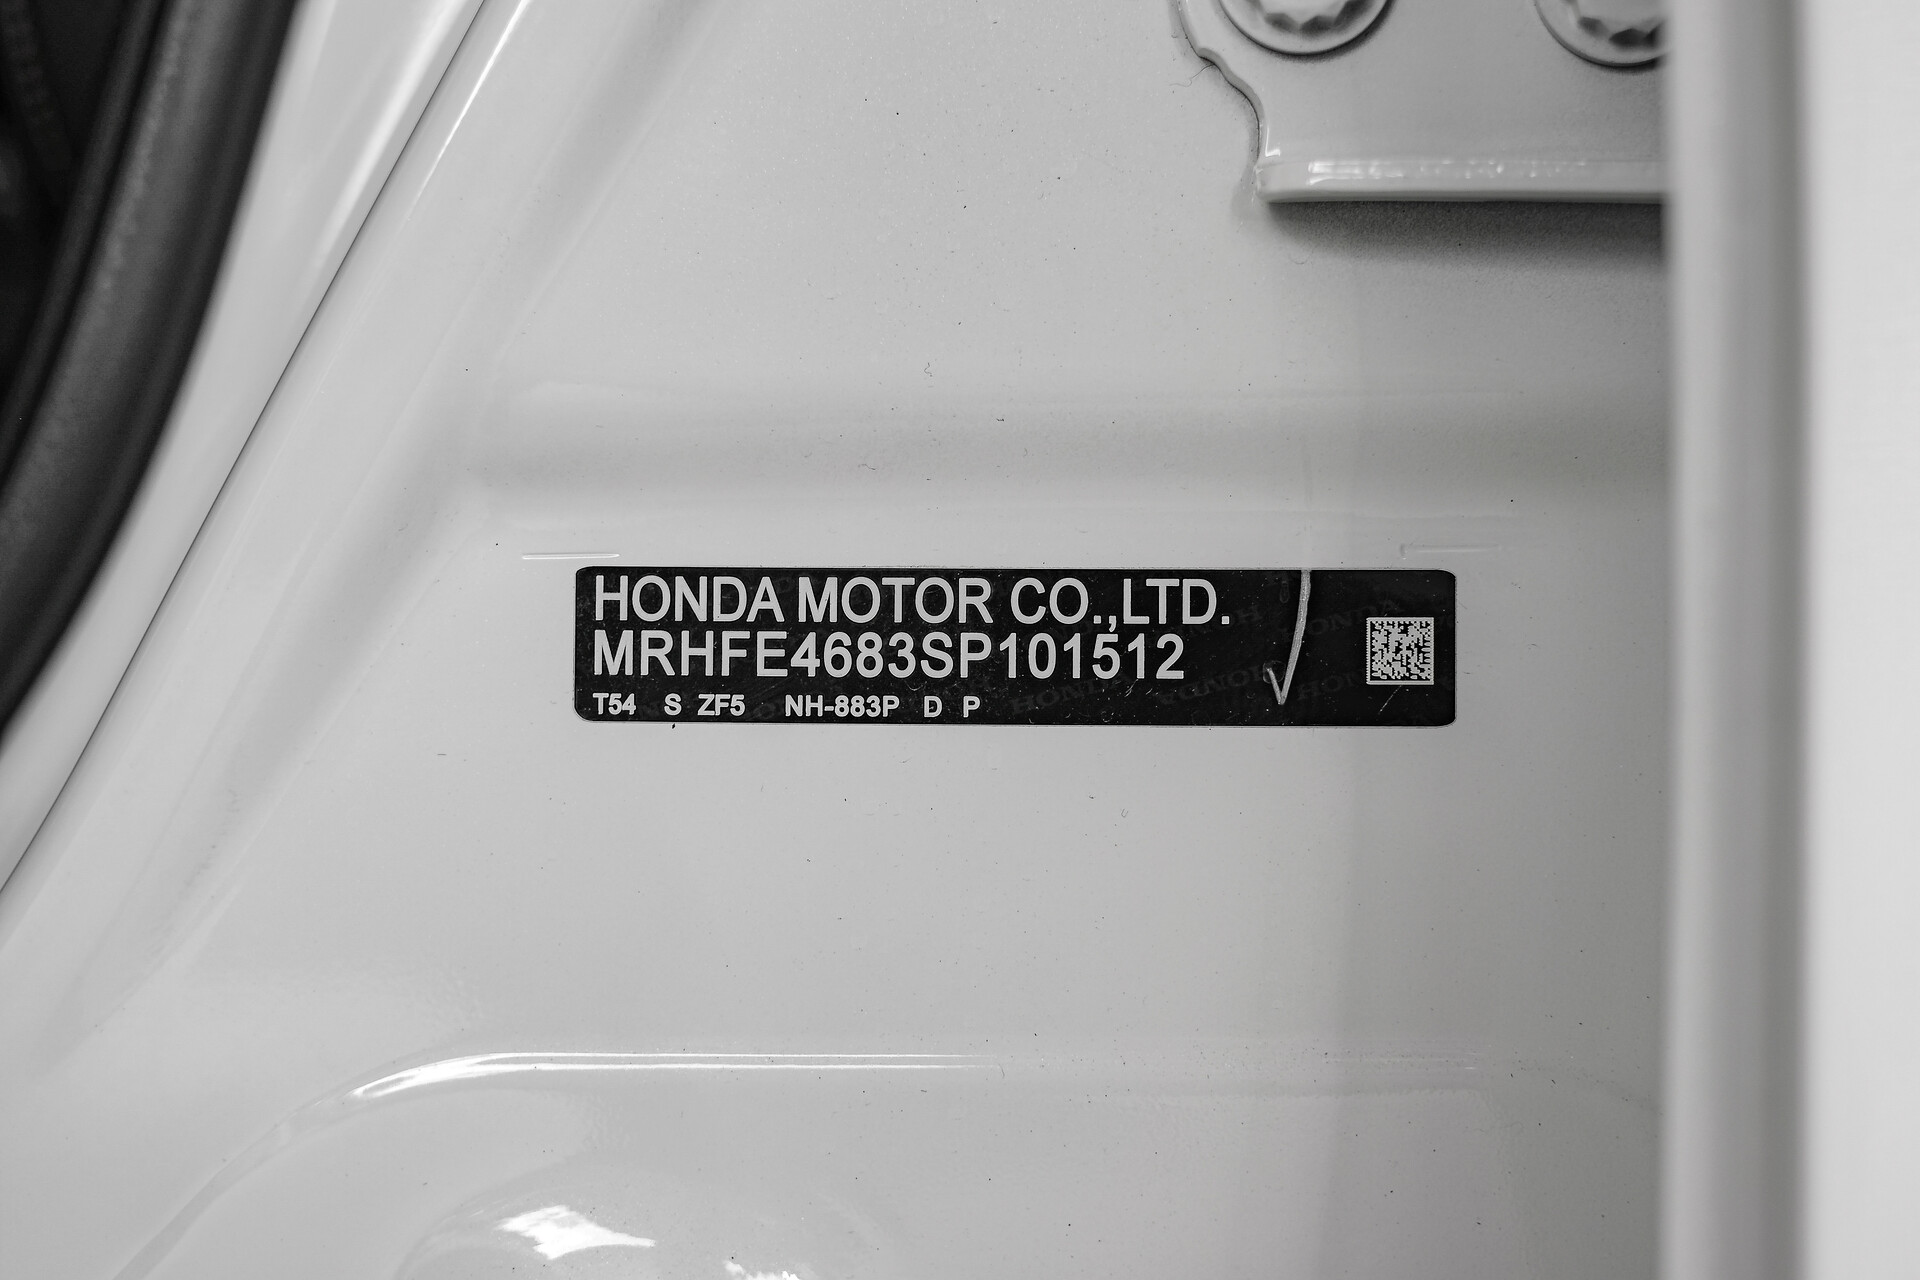 HONDA MOTOR CO.,LTD.
MRHFE4683SP101512
T54 S ZF5 NH-883P D P